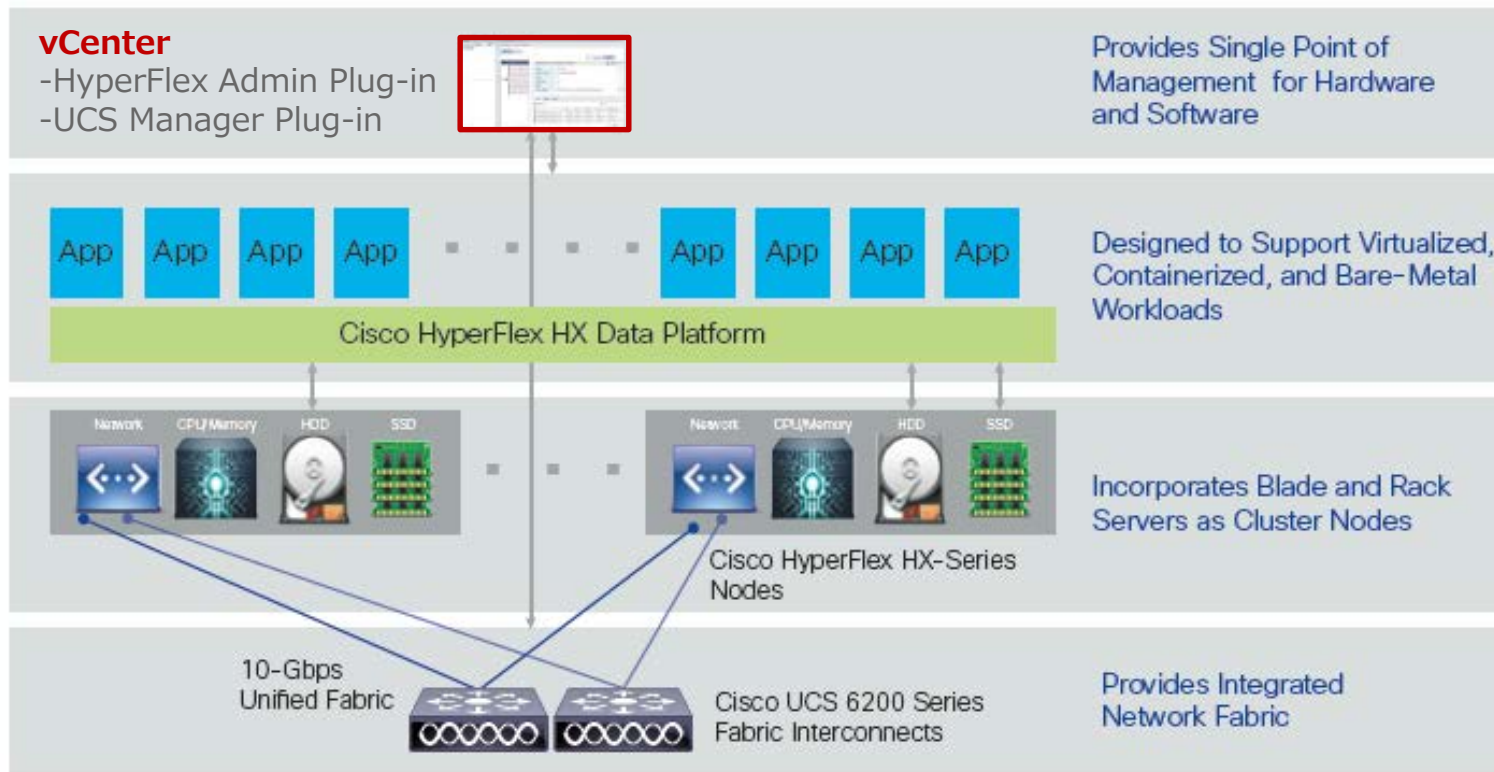 vCenter
-HyperFlex Admin Plug-in
-UCS Manager Plug-in
Provides Single Point of
Management for Hardware
and Software
App App App App App App App App
Designed to Support Virtualized,
Containerized, and Bare-Metal
Workloads
Cisco HyperFlex HX Data Platform
Network CPU/Memory HDD SSD Network CPU/Memory HDD SSD
Incorporates Blade and Rack
Servers as Cluster Nodes
Cisco HyperFlex HX-Series
Nodes
10-Gbps
Unified Fabric
Cisco UCS 6200 Series
Fabric Interconnects
Provides Integrated
Network Fabric